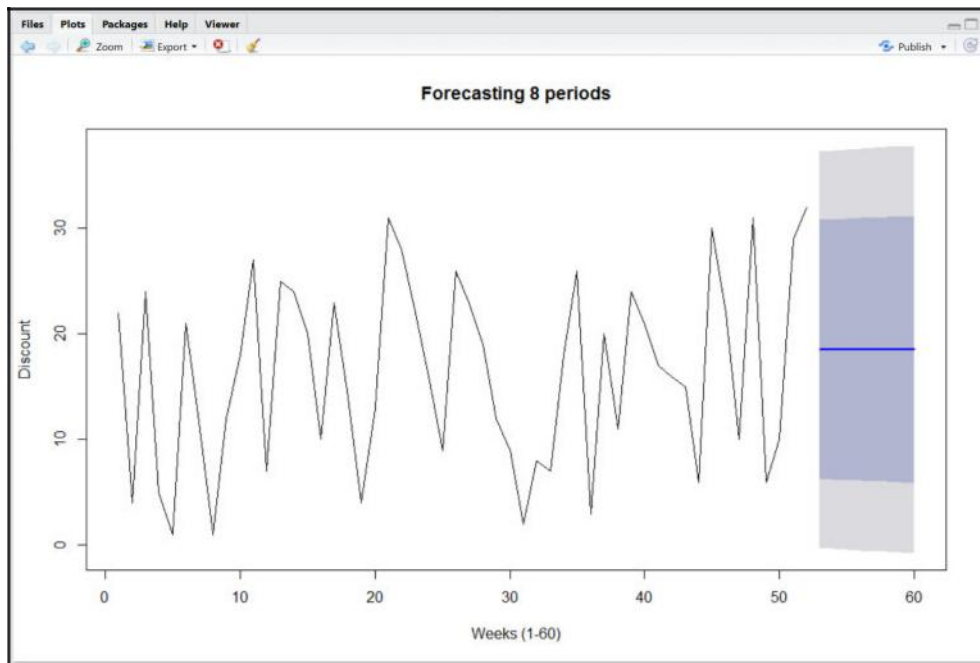 Files Plots Packages Help Viewer
Zoom Export Publish
Forecasting 8 periods
Discount
30
20
10
0
0 10 20 30 40 50 60
Weeks (1-60)